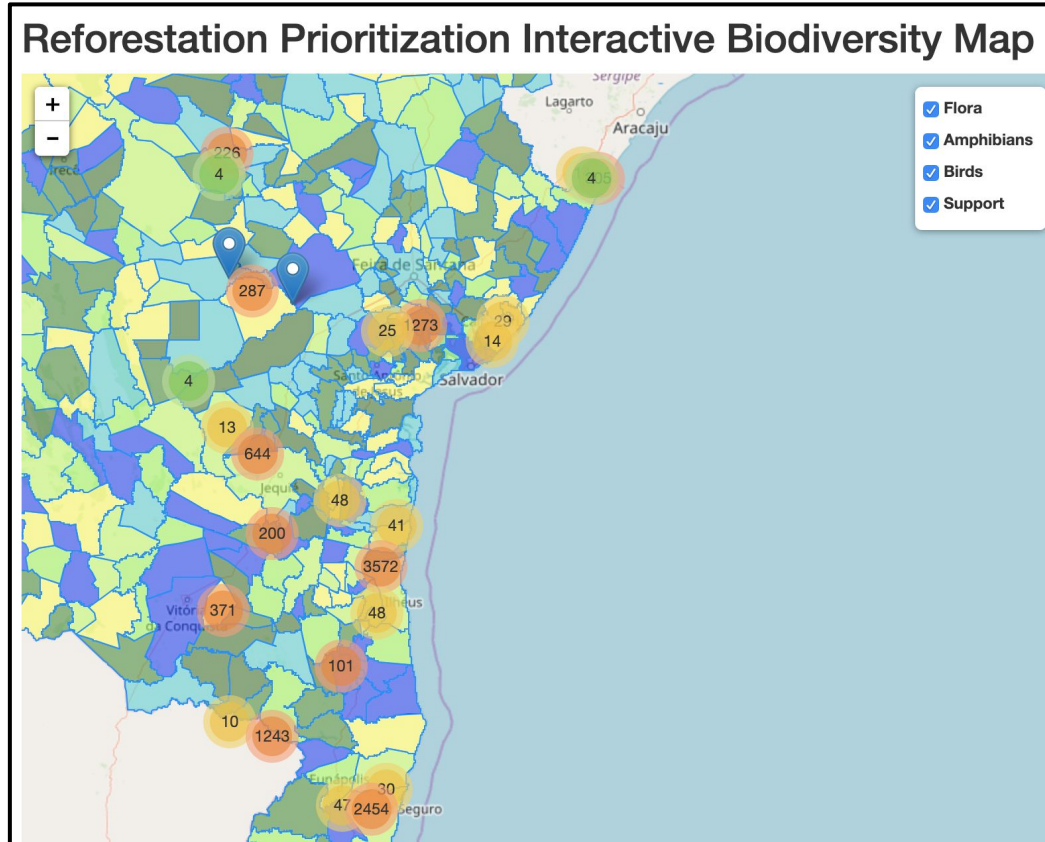 Reforestation Prioritization Interactive Biodiversity Map
Sergipe
+
−
Lagarto
Aracaju
Flora
Amphibians
Birds
Support
226
4
4
Feira de Santana
287
25
1273
29
14
Salvador
4
13
644
Jequié
48
200
41
3572
371
48
101
10
1243
Eunápolis
30
47
2454
Seguro